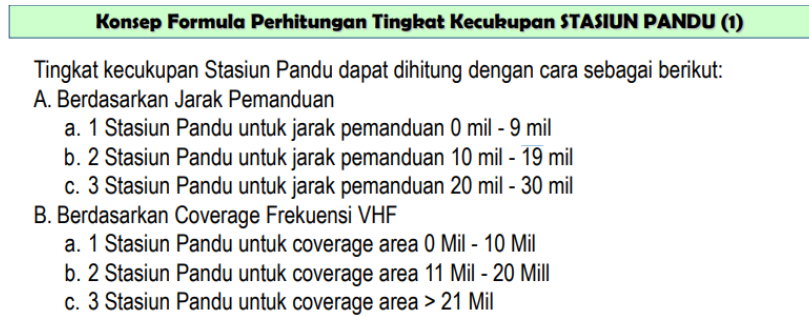 Konsep Formula Perhitungan Tingkat Kecukupan STASIUN PANDU (1)
Tingkat kecukupan Stasiun Pandu dapat dihitung dengan cara sebagai berikut:
A. Berdasarkan Jarak Pemanduan
a. 1 Stasiun Pandu untuk jarak pemanduan 0 mil - 9 mil
b. 2 Stasiun Pandu untuk jarak pemanduan 10 mil - 19 mil
c. 3 Stasiun Pandu untuk jarak pemanduan 20 mil - 30 mil
B. Berdasarkan Coverage Frekuensi VHF
a. 1 Stasiun Pandu untuk coverage area 0 Mil - 10 Mil
b. 2 Stasiun Pandu untuk coverage area 11 Mil - 20 Mill
c. 3 Stasiun Pandu untuk coverage area > 21 Mil